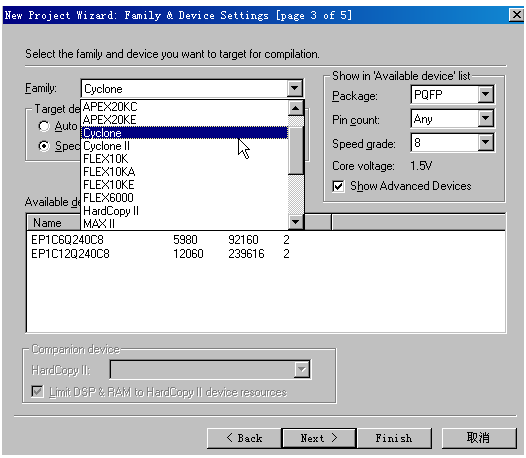 New Project Wizard: Family & Device Settings [page 3 of 5]
Select the family and device you want to target for compilation.
Family: Cyclone
APEX20KC
APEX20KE
Cyclone
Cyclone II
FLEX10K
FLEX10KA
FLEX10KE
FLEX6000
HardCopy II
MAX II
Target de
Auto
Spec
Show in 'Available device' list
Package: PQFP
Pin count: Any
Speed grade: 8
Core voltage: 1.5V
Show Advanced Devices
Available de
Name
EP1C6Q240C8 5980 92160 2
EP1C12Q240C8 12060 239616 2
Companion device
HardCopy II:
Limit DSP & RAM to HardCopy II device resources
< Back Next > Finish 取消